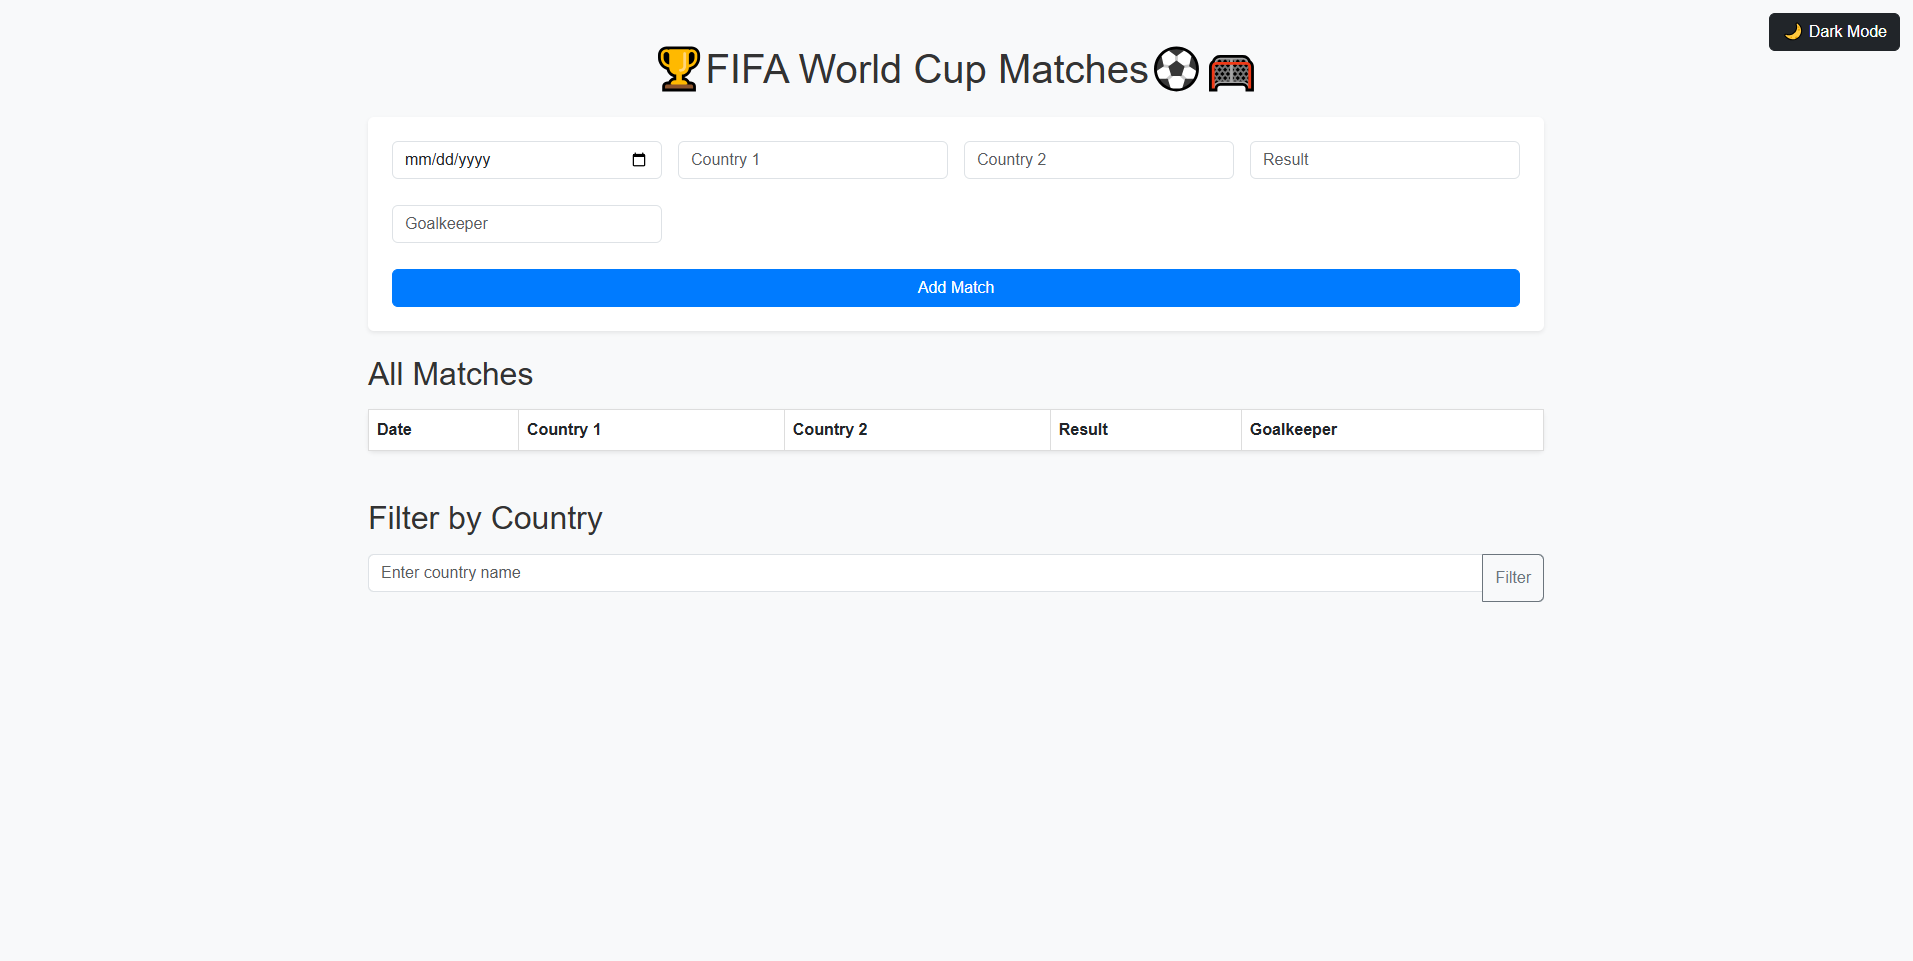 🌙 Dark Mode
🏆FIFA World Cup Matches⚽🥅
mm/dd/yyyy Country 1 Country 2 Result
Goalkeeper
Add Match
All Matches
Date Country 1 Country 2 Result Goalkeeper
Filter by Country
Enter country name Filter